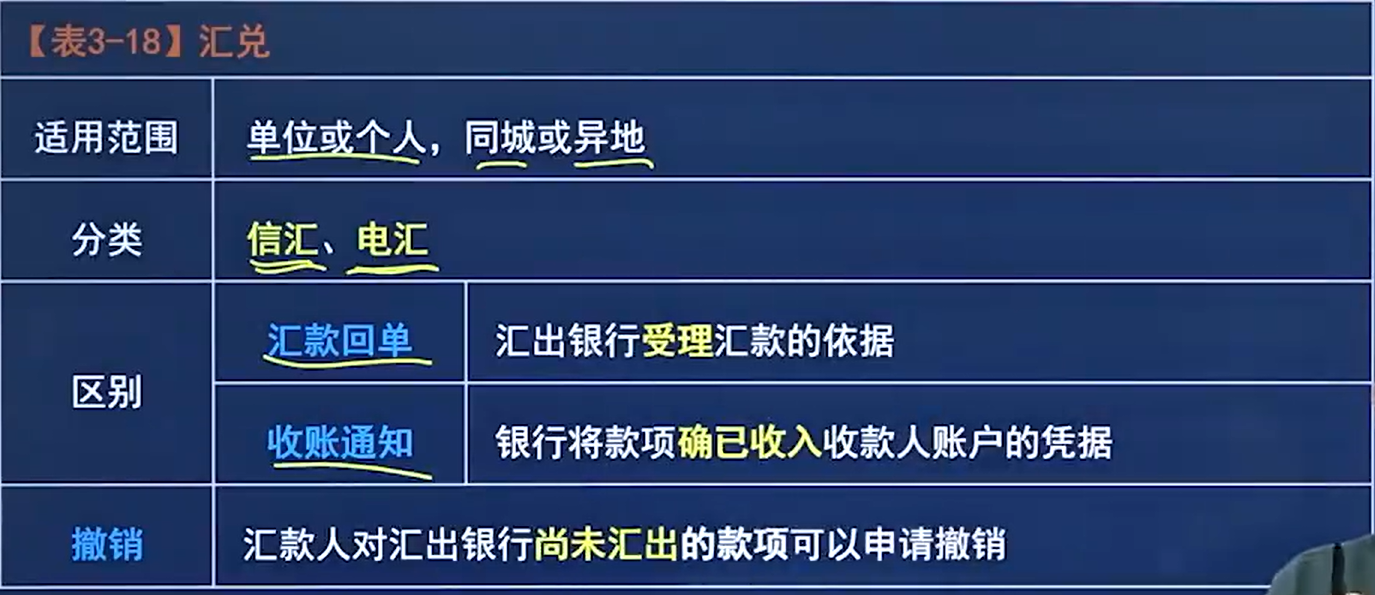 【表3-18】汇兑
适用范围
单位或个人，同城或异地
分类
信汇、电汇
区别
汇款回单
汇出银行受理汇款的依据
收账通知
银行将款项确已收入收款人账户的凭据
撤销
汇款人对汇出银行尚未汇出的款项可以申请撤销